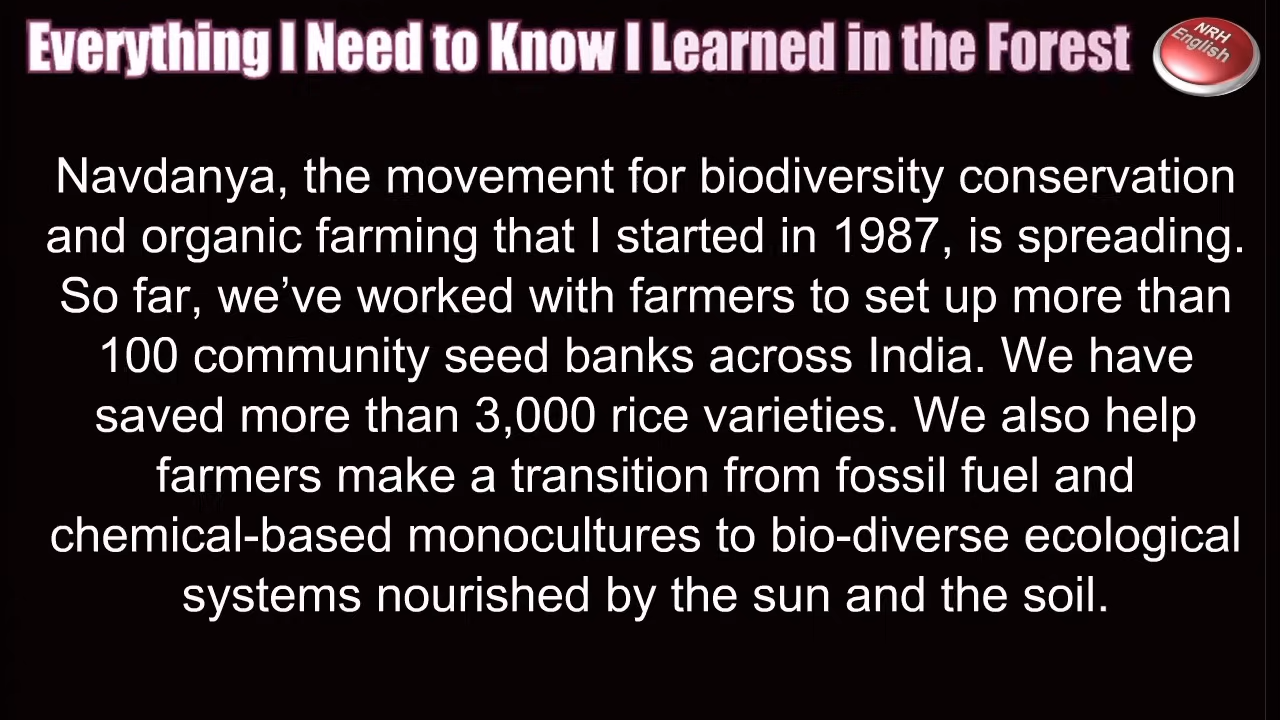 Everything I Need to Know I Learned in the Forest
NRH
English
Navdanya, the movement for biodiversity conservation
and organic farming that I started in 1987, is spreading.
So far, we’ve worked with farmers to set up more than
100 community seed banks across India. We have
saved more than 3,000 rice varieties. We also help
farmers make a transition from fossil fuel and
chemical-based monocultures to bio-diverse ecological
systems nourished by the sun and the soil.